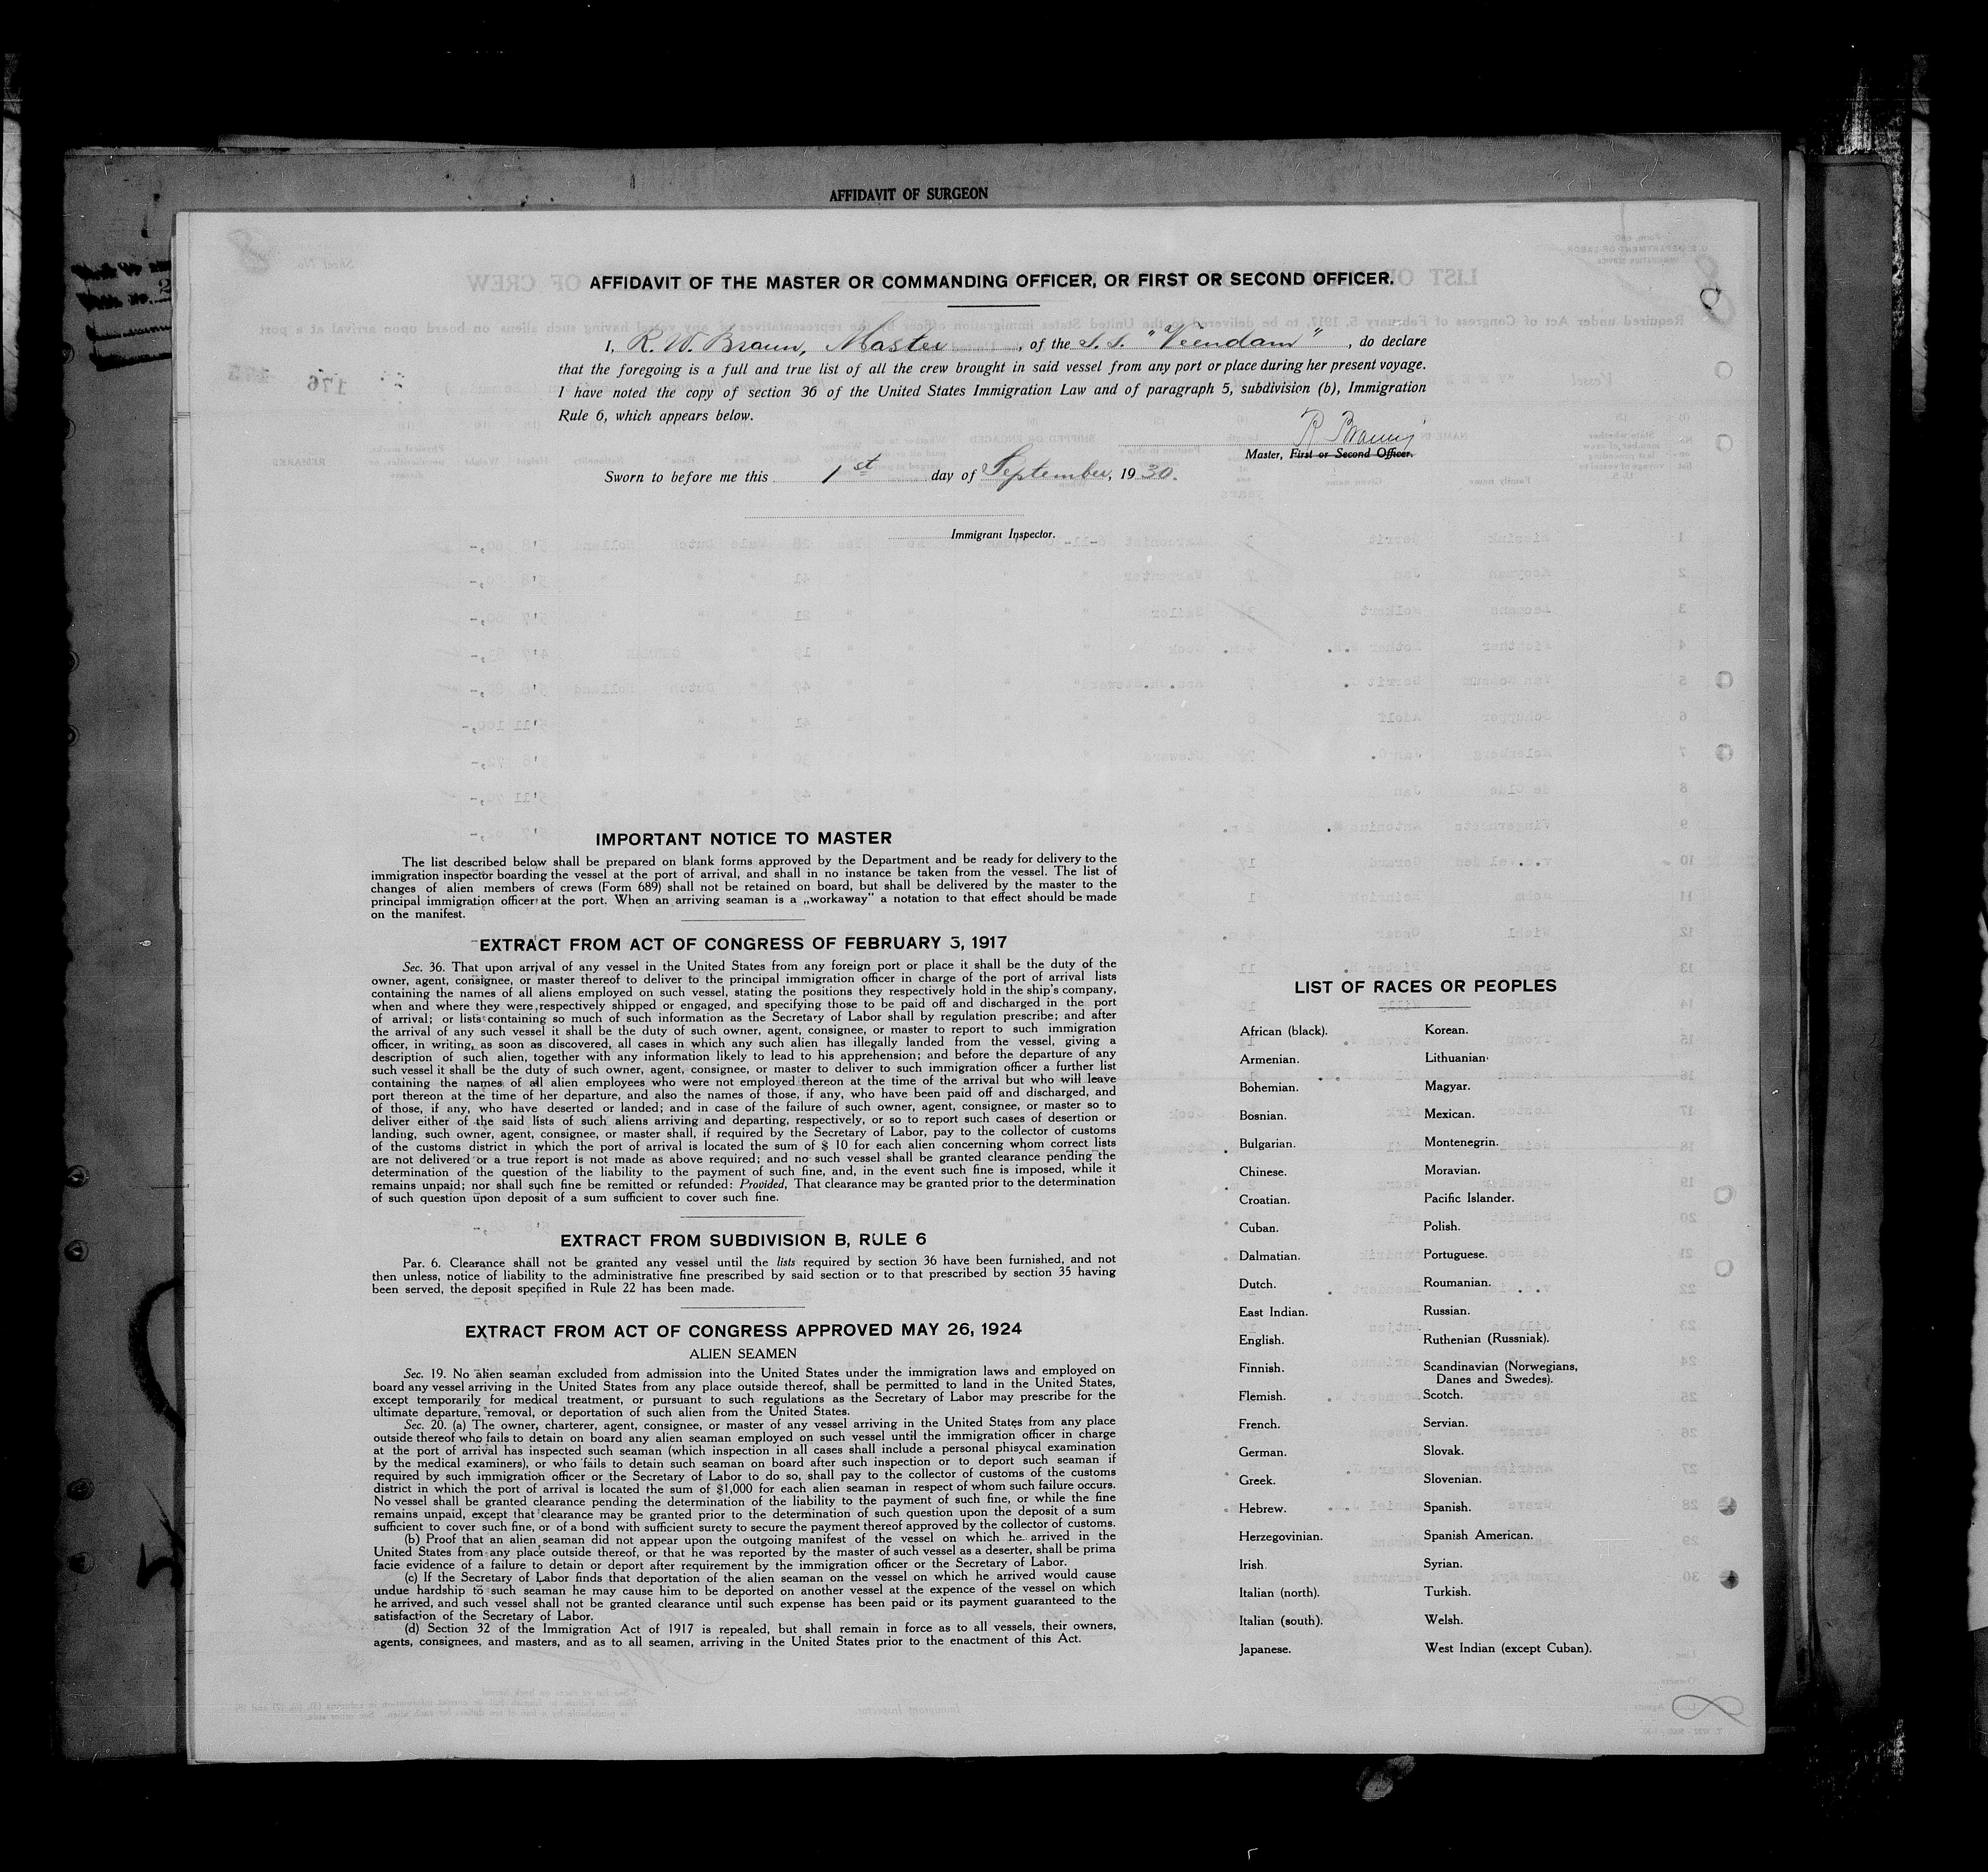 AFFIDAVIT OF SURGEON
AFFIDAVIT OF THE MASTER OR COMMANDING OFFICER, OR FIRST OR SECOND OFFICER.
I, R. W. Braun, Master, of the S.S. "Veendam", do declare
that the foregoing is a full and true list of all the crew brought in said vessel from any port or place during her present voyage.
I have noted the copy of section 36 of the United States Immigration Law and of paragraph 5, subdivision (b), Immigration
Rule 6, which appears below.
R Braun
Master, First or Second Officer.
Sworn to before me this 1st day of September, 1930.
Immigrant Inspector.
IMPORTANT NOTICE TO MASTER
The list described below shall be prepared on blank forms approved by the Department and be ready for delivery to the
immigration inspector boarding the vessel at the port of arrival, and shall in no instance be taken from the vessel. The list of
changes of alien members of crews (Form 689) shall not be retained on board, but shall be delivered by the master to the
principal immigration officer at the port. When an arriving seaman is a „workaway" a notation to that effect should be made
on the manifest.
EXTRACT FROM ACT OF CONGRESS OF FEBRUARY 5, 1917
Sec. 36. That upon arrival of any vessel in the United States from any foreign port or place it shall be the duty of the
owner, agent, consignee, or master thereof to deliver to the principal immigration officer in charge of the port of arrival lists
containing the names of all aliens employed on such vessel, stating the positions they respectively hold in the ship's company,
when and where they were respectively shipped or engaged, and specifying those to be paid off and discharged in the port
of arrival; or lists containing so much of such information as the Secretary of Labor shall by regulation prescribe; and after
the arrival of any such vessel it shall be the duty of such owner, agent, consignee, or master to report to such immigration
officer, in writing, as soon as discovered, all cases in which any such alien has illegally landed from the vessel, giving a
description of such alien, together with any information likely to lead to his apprehension; and before the departure of any
such vessel it shall be the duty of such owner, agent, consignee, or master to deliver to such immigration officer a further list
containing the names of all alien employees who were not employed thereon at the time of the arrival but who will leave
port thereon at the time of her departure, and also the names of those, if any, who have been paid off and discharged, and
of those, if any, who have deserted or landed; and in case of the failure of such owner, agent, consignee, or master so to
deliver either of the said lists of such aliens arriving and departing, respectively, or so to report such cases of desertion or
landing, such owner, agent, consignee, or master shall, if required by the Secretary of Labor, pay to the collector of customs
of the customs district in which the port of arrival is located the sum of $ 10 for each alien concerning whom correct lists
are not delivered or a true report is not made as above required; and no such vessel shall be granted clearance pending the
determination of the question of the liability to the payment of such fine, and, in the event such fine is imposed, while it
remains unpaid; nor shall such fine be remitted or refunded: Provided, That clearance may be granted prior to the determination
of such question upon deposit of a sum sufficient to cover such fine.
EXTRACT FROM SUBDIVISION B, RULE 6
Par. 6. Clearance shall not be granted any vessel until the lists required by section 36 have been furnished, and not
then unless, notice of liability to the administrative fine prescribed by said section or to that prescribed by section 35 having
been served, the deposit specified in Rule 22 has been made.
EXTRACT FROM ACT OF CONGRESS APPROVED MAY 26, 1924
ALIEN SEAMEN
Sec. 19. No alien seaman excluded from admission into the United States under the immigration laws and employed on
board any vessel arriving in the United States from any place outside thereof, shall be permitted to land in the United States,
except temporarily for medical treatment, or pursuant to such regulations as the Secretary of Labor may prescribe for the
ultimate departure, removal, or deportation of such alien from the United States.
Sec. 20. (a) The owner, charterer, agent, consignee, or master of any vessel arriving in the United States from any place
outside thereof who fails to detain on board any alien seaman employed on such vessel until the immigration officer in charge
at the port of arrival has inspected such seaman (which inspection in all cases shall include a personal phisycal examination
by the medical examiners), or who fails to detain such seaman on board after such inspection or to deport such seaman if
required by such immigration officer or the Secretary of Labor to do so, shall pay to the collector of customs of the customs
district in which the port of arrival is located the sum of $1,000 for each alien seaman in respect of whom such failure occurs.
No vessel shall be granted clearance pending the determination of the liability to the payment of such fine, or while the fine
remains unpaid, except that clearance may be granted prior to the determination of such question upon the deposit of a sum
sufficient to cover such fine, or of a bond with sufficient surety to secure the payment thereof approved by the collector of customs.
(b) Proof that an alien seaman did not appear upon the outgoing manifest of the vessel on which he arrived in the
United States from any place outside thereof, or that he was reported by the master of such vessel as a deserter, shall be prima
facie evidence of a failure to detain or deport after requirement by the immigration officer or the Secretary of Labor.
(c) If the Secretary of Labor finds that deportation of the alien seaman on the vessel on which he arrived would cause
undue hardship to such seaman he may cause him to be deported on another vessel at the expence of the vessel on which
he arrived, and such vessel shall not be granted clearance until such expense has been paid or its payment guaranteed to the
satisfaction of the Secretary of Labor.
(d) Section 32 of the Immigration Act of 1917 is repealed, but shall remain in force as to all vessels, their owners,
agents, consignees, and masters, and as to all seamen, arriving in the United States prior to the enactment of this Act.
LIST OF RACES OR PEOPLES
African (black). Korean.
Armenian. Lithuanian.
Bohemian. Magyar.
Bosnian. Mexican.
Bulgarian. Montenegrin.
Chinese. Moravian.
Croatian. Pacific Islander.
Cuban. Polish.
Dalmatian. Portuguese.
Dutch. Roumanian.
East Indian. Russian.
English. Ruthenian (Russniak).
Finnish. Scandinavian (Norwegians,
Danes and Swedes).
Flemish. Scotch.
French. Servian.
German. Slovak.
Greek. Slovenian.
Hebrew. Spanish.
Herzegovinian. Spanish American.
Irish. Syrian.
Italian (north). Turkish.
Italian (south). Welsh.
Japanese. West Indian (except Cuban).